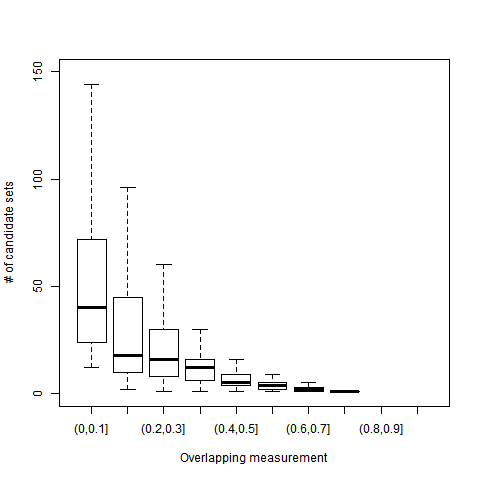 # of candidate sets
150
100
50
0
(0,0.1] (0.2,0.3] (0.4,0.5] (0.6,0.7] (0.8,0.9]
Overlapping measurement